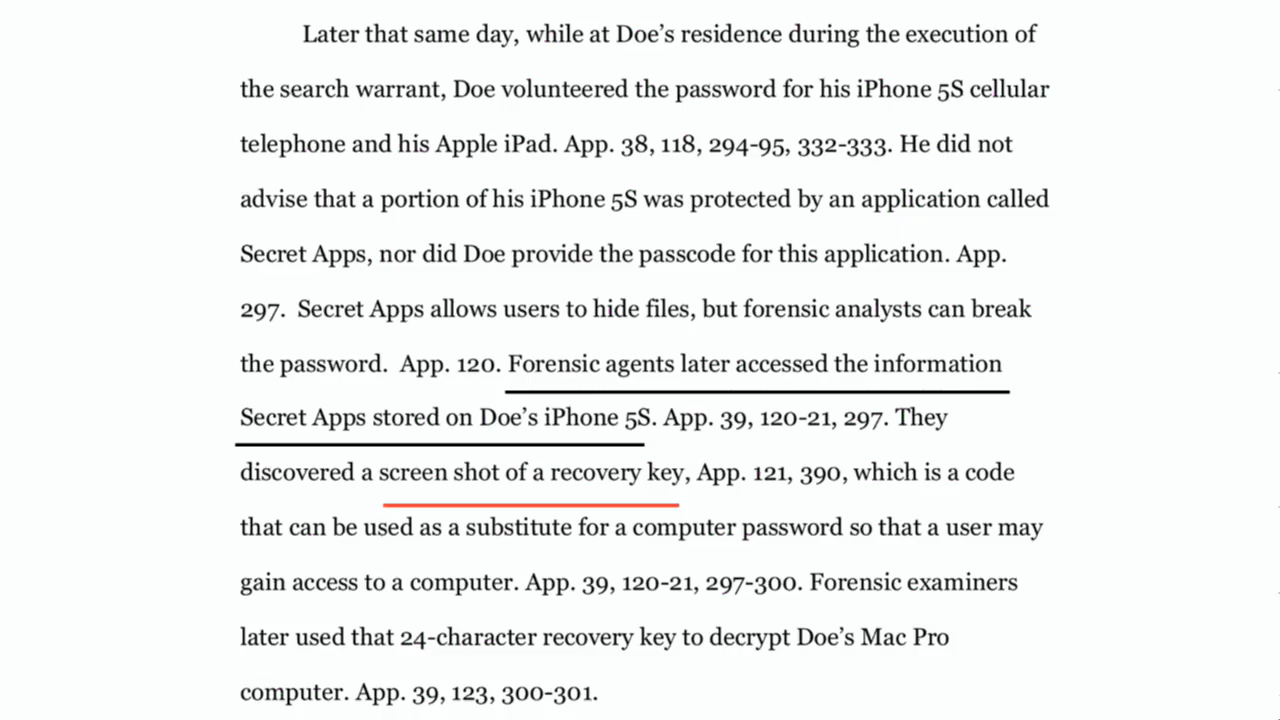 Later that same day, while at Doe’s residence during the execution of
the search warrant, Doe volunteered the password for his iPhone 5S cellular
telephone and his Apple iPad. App. 38, 118, 294-95, 332-333. He did not
advise that a portion of his iPhone 5S was protected by an application called
Secret Apps, nor did Doe provide the passcode for this application. App.
297.  Secret Apps allows users to hide files, but forensic analysts can break
the password.  App. 120. Forensic agents later accessed the information
Secret Apps stored on Doe’s iPhone 5S. App. 39, 120-21, 297. They
discovered a screen shot of a recovery key, App. 121, 390, which is a code
that can be used as a substitute for a computer password so that a user may
gain access to a computer. App. 39, 120-21, 297-300. Forensic examiners
later used that 24-character recovery key to decrypt Doe’s Mac Pro
computer. App. 39, 123, 300-301.